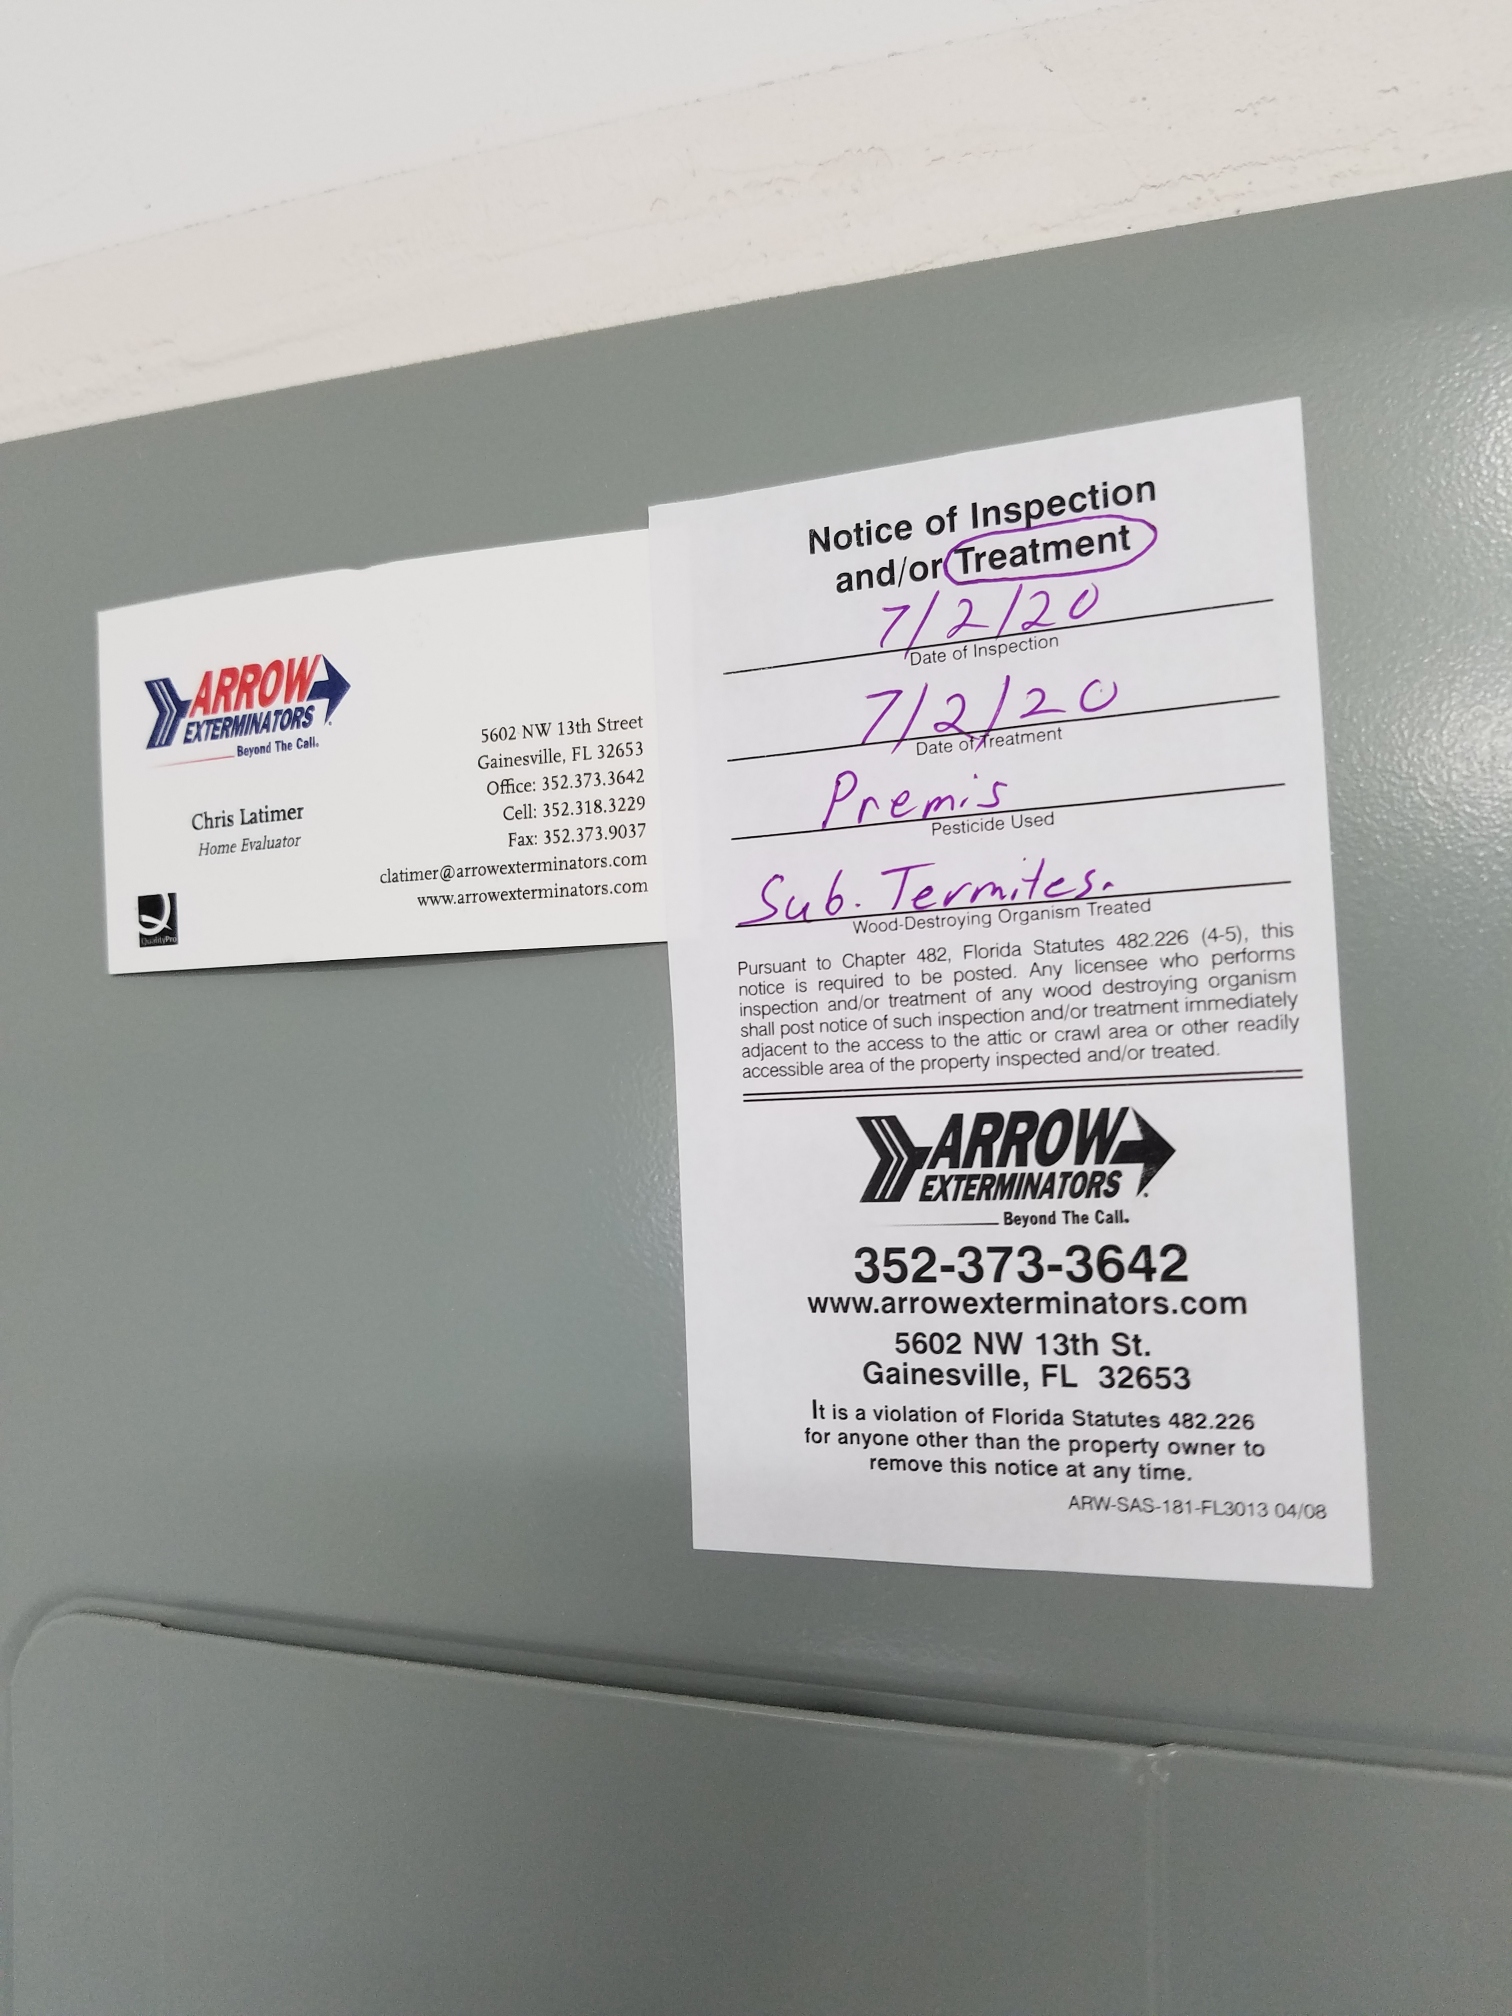 ARROW
EXTERMINATORS
Beyond The Call.
Chris Latimer
Home Evaluator
QualityPro
5602 NW 13th Street
Gainesville, FL 32653
Office: 352.373.3642
Cell: 352.318.3229
Fax: 352.373.9037
clatimer@arrowexterminators.com
www.arrowexterminators.com
Notice of Inspection
and/or Treatment
7/2/20
Date of Inspection
7/2/20
Date of Treatment
Premis
Pesticide Used
Sub. Termites.
Wood-Destroying Organism Treated
Pursuant to Chapter 482, Florida Statutes 482.226 (4-5), this
notice is required to be posted. Any licensee who performs
inspection and/or treatment of any wood destroying organism
shall post notice of such inspection and/or treatment immediately
adjacent to the access to the attic or crawl area or other readily
accessible area of the property inspected and/or treated.
ARROW
EXTERMINATORS
Beyond The Call.
352-373-3642
www.arrowexterminators.com
5602 NW 13th St.
Gainesville, FL 32653
It is a violation of Florida Statutes 482.226
for anyone other than the property owner to
remove this notice at any time.
ARW-SAS-181-FL3013 04/08